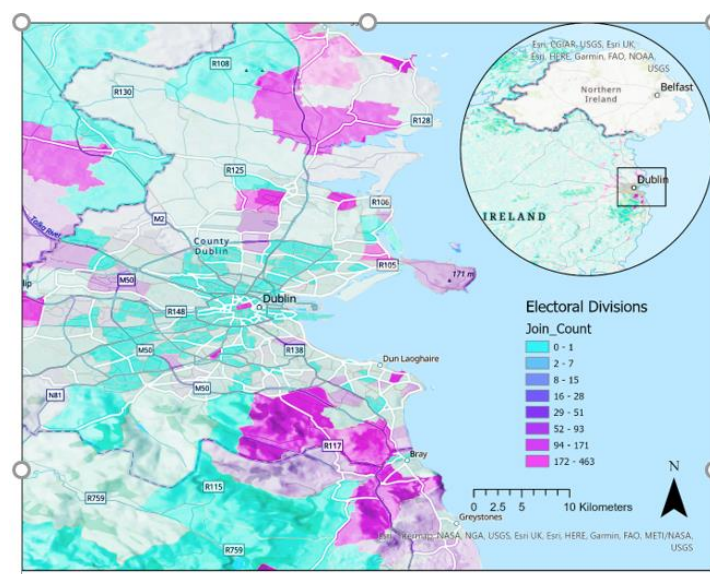 Esri, CGIAR, USGS, Esri UK,
Esri, HERE, Garmin, FAO, NOAA,
USGS
Belfast
Northern
Ireland
Dublin
IRELAND
R108
R130
R128
R125
R106
M2
Tolka River
County
Dublin
R105
171 m
M50
lip
Dublin
R148
M50
R138
Dun Laoghaire
M50
N81
R117
Bray
R115
R759
Greystones
R759
Electoral Divisions
Join_Count
0 - 1
2 - 7
8 - 15
16 - 28
29 - 51
52 - 93
94 - 171
172 - 463
N
0 2.5 5 10 Kilometers
NASA, NGA, USGS, Esri UK, Esri, HERE, Garmin, FAO, METI/NASA,
USGS